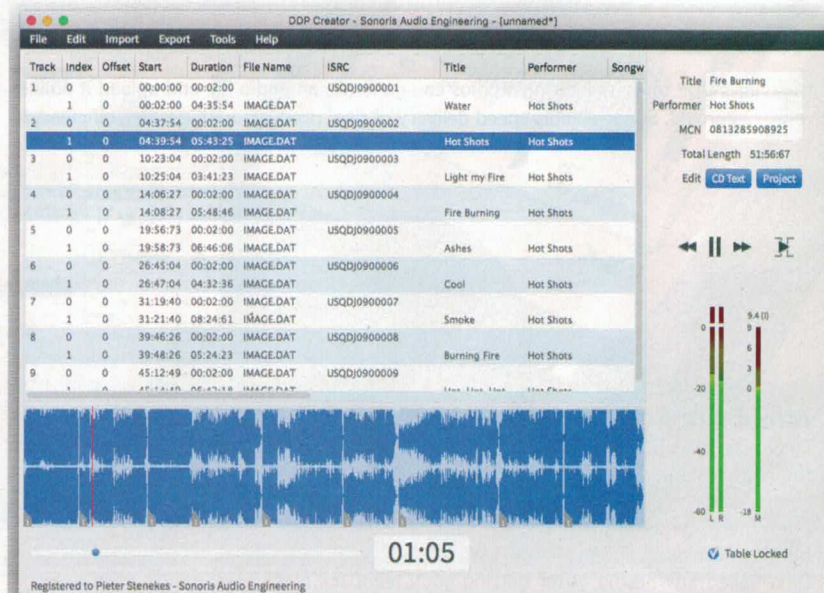 DDP Creator - Sonoris Audio Engineering - [unnamed*]
File Edit Import Export Tools Help
Track Index Offset Start Duration File Name ISRC Title Performer Songw
0 0 00:00:00 00:02:00 USQDJ0900001
1 0 00:02:00 04:35:54 IMAGE.DAT Water Hot Shots
2 0 0 04:37:54 00:02:00 IMAGE.DAT USQDJ0900002
1 0 04:39:54 05:43:25 IMAGE.DAT Hot Shots Hot Shots
3 0 0 10:23:04 00:02:00 IMAGE.DAT USQDJ0900003
1 0 10:25:04 03:41:23 IMAGE.DAT Light my Fire Hot Shots
4 0 0 14:06:27 00:02:00 IMAGE.DAT USQDJ0900004
1 0 14:08:27 05:48:46 IMAGE.DAT Fire Burning Hot Shots
5 0 0 19:56:73 00:02:00 IMAGE.DAT USQDJ0900005
1 0 19:58:73 06:46:06 IMAGE.DAT Ashes Hot Shots
6 0 0 26:45:04 00:02:00 IMAGE.DAT USQDJ0900006
1 0 26:47:04 04:32:36 IMAGE.DAT Cool Hot Shots
7 0 0 31:19:40 00:02:00 IMAGE.DAT USQDJ0900007
1 0 31:21:40 08:24:61 IMAGE.DAT Smoke Hot Shots
8 0 0 39:46:26 00:02:00 IMAGE.DAT USQDJ0900008
1 0 39:48:26 05:24:23 IMAGE.DAT Burning Fire Hot Shots
9 0 0 45:12:49 00:02:00 IMAGE.DAT USQDJ0900009
Title Fire Burning
Performer Hot Shots
MCN 0813285908925
Total Length 51:56:67
Edit CD Text Project
9.4 (I)
0 9
6
3
-20 0
-40
-60 -18
L R M
01:05
Table Locked
Registered to Pieter Stenekes - Sonoris Audio Engineering